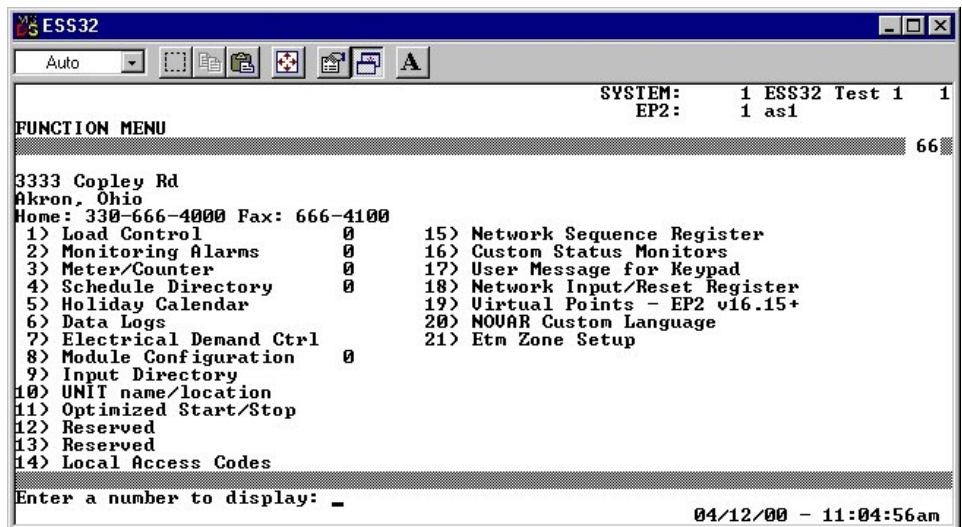 ESS32
Auto
A
SYSTEM: 1 ESS32 Test 1 1
EP2: 1 as1
FUNCTION MENU
66
3333 Copley Rd
Akron, Ohio
Home: 330-666-4000 Fax: 666-4100
1) Load Control 0
2) Monitoring Alarms 0
3) Meter/Counter 0
4) Schedule Directory 0
5) Holiday Calendar
6) Data Logs
7) Electrical Demand Ctrl
8) Module Configuration 0
9) Input Directory
10) UNIT name/location
11) Optimized Start/Stop
12) Reserved
13) Reserved
14) Local Access Codes
15) Network Sequence Register
16) Custom Status Monitors
17) User Message for Keypad
18) Network Input/Reset Register
19) Virtual Points - EP2 v16.15+
20) NOVAR Custom Language
21) Etm Zone Setup
Enter a number to display: _
04/12/00 - 11:04:56am